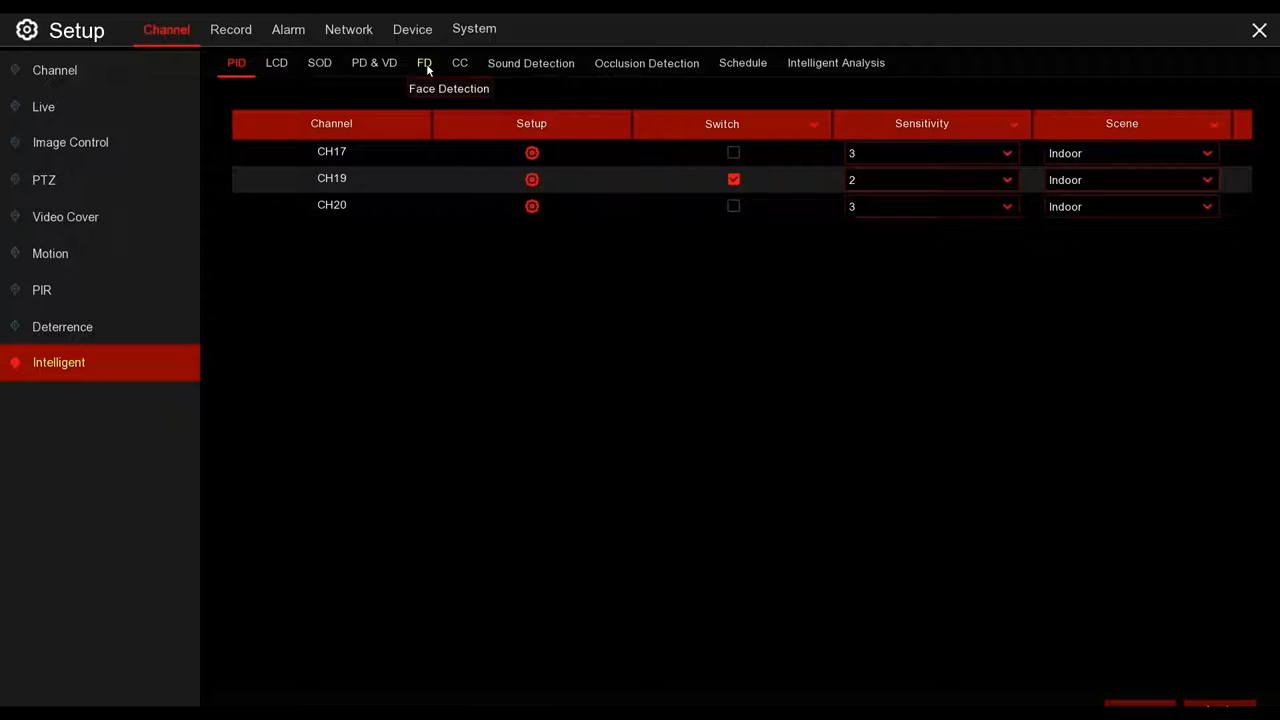 Setup
Channel Record Alarm Network Device System
Channel
Live
Image Control
PTZ
Video Cover
Motion
PIR
Deterrence
Intelligent
PID LCD SOD PD & VD FD CC Sound Detection Occlusion Detection Schedule Intelligent Analysis
Face Detection
Channel Setup Switch Sensitivity Scene
CH17 3 Indoor
CH19 2 Indoor
CH20 3 Indoor